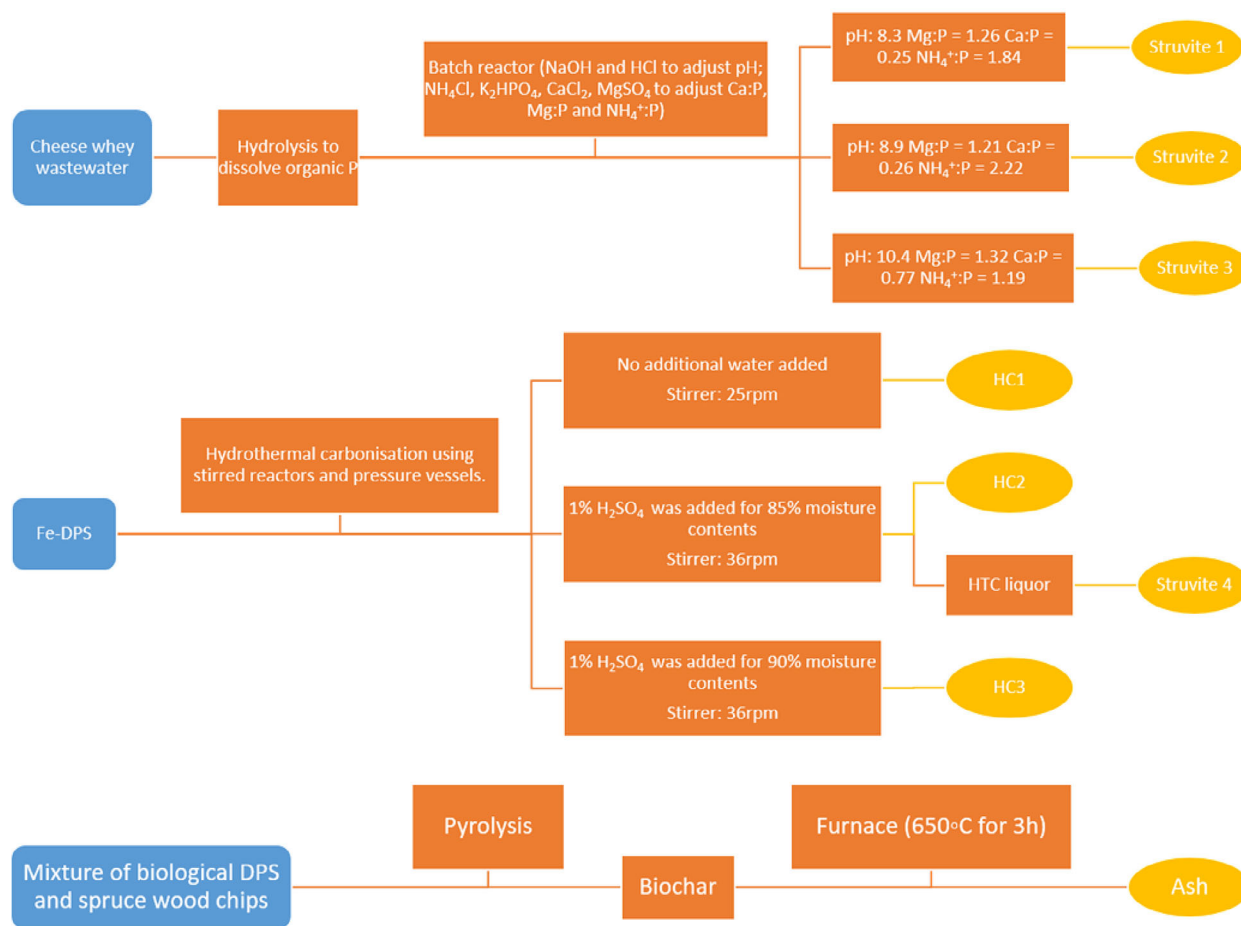 Cheese whey
wastewater
Hydrolysis to
dissolve organic P
Batch reactor (NaOH and HCl to adjust pH;
NH₄Cl, K₂HPO₄, CaCl₂, MgSO₄ to adjust Ca:P,
Mg:P and NH₄⁺:P)
pH: 8.3 Mg:P = 1.26 Ca:P =
0.25 NH₄⁺:P = 1.84
Struvite 1
pH: 8.9 Mg:P = 1.21 Ca:P =
0.26 NH₄⁺:P = 2.22
Struvite 2
pH: 10.4 Mg:P = 1.32 Ca:P =
0.77 NH₄⁺:P = 1.19
Struvite 3
Fe-DPS
Hydrothermal carbonisation using
stirred reactors and pressure vessels.
No additional water added
Stirrer: 25rpm
HC1
1% H₂SO₄ was added for 85% moisture
contents
Stirrer: 36rpm
HC2
HTC liquor
Struvite 4
1% H₂SO₄ was added for 90% moisture
contents
Stirrer: 36rpm
HC3
Mixture of biological DPS
and spruce wood chips
Pyrolysis
Biochar
Furnace (650◦C for 3h)
Ash